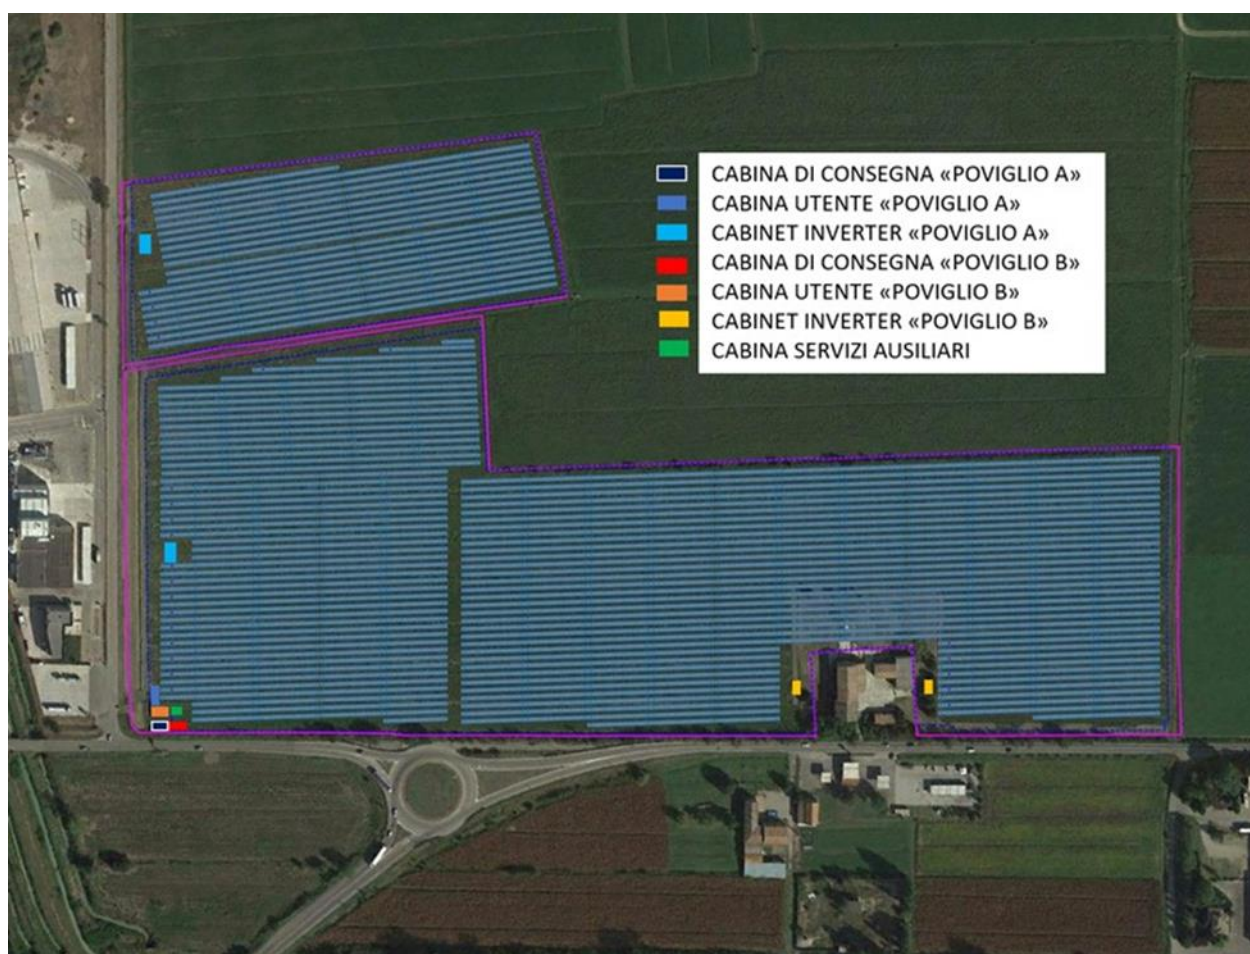 CABINA DI CONSEGNA «POVIGLIO A»
CABINA UTENTE «POVIGLIO A»
CABINET INVERTER «POVIGLIO A»
CABINA DI CONSEGNA «POVIGLIO B»
CABINA UTENTE «POVIGLIO B»
CABINET INVERTER «POVIGLIO B»
CABINA SERVIZI AUSILIARI